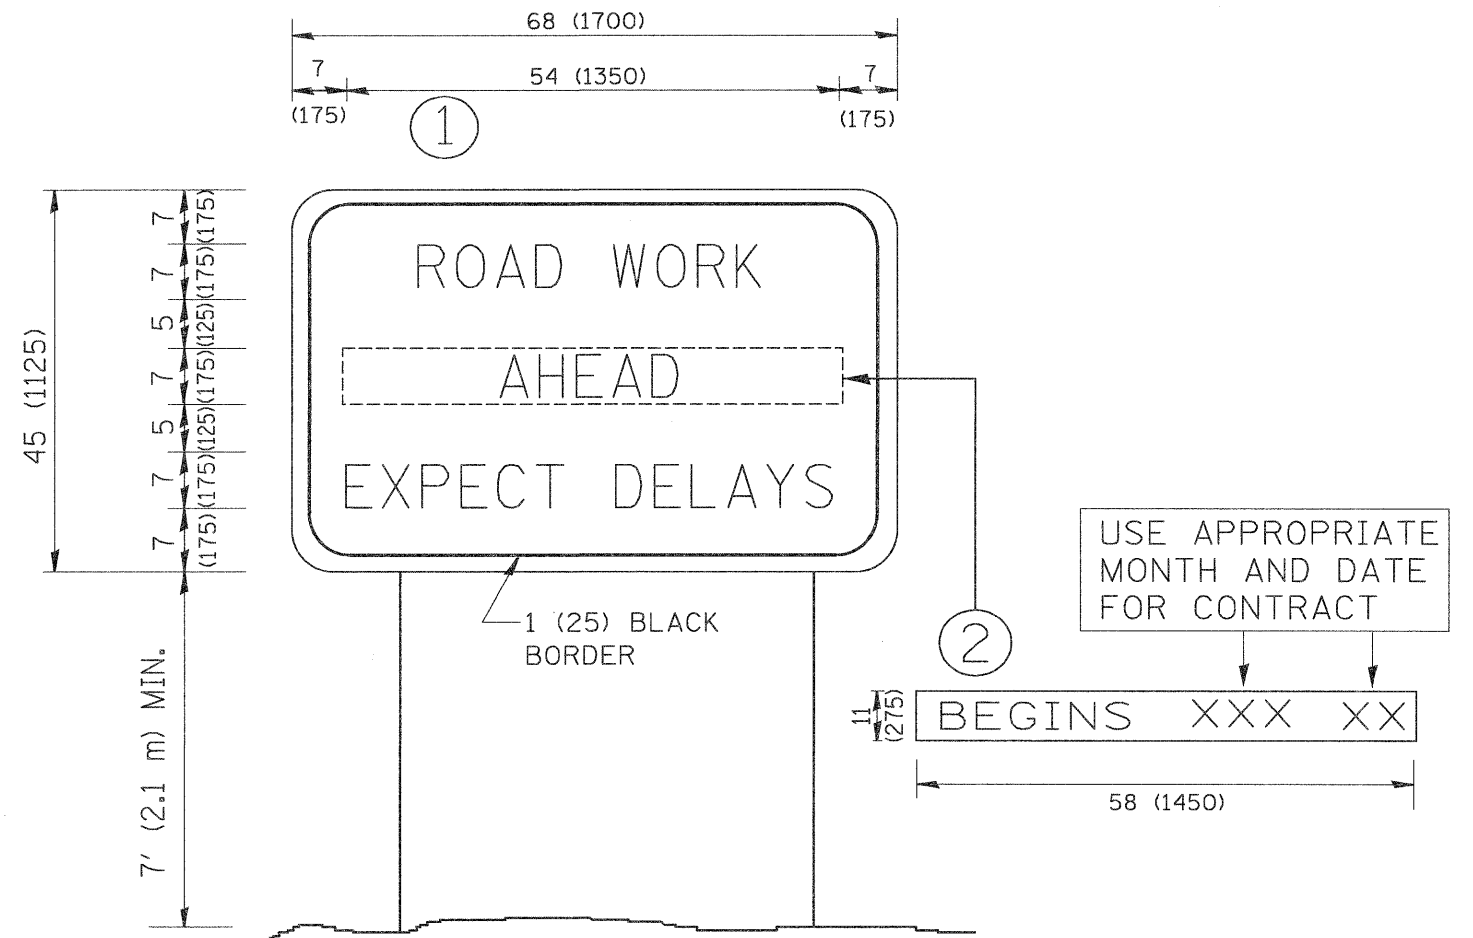 68 (1700)
7
54 (1350)
7
(175)
(175)
1
7
(175)
7
(175)
5
(125)
7
(175)
5
(125)
7
(175)
7
(175)
45 (1125)
ROAD WORK
AHEAD
EXPECT DELAYS
1 (25) BLACK
BORDER
7' (2.1 m) MIN.
2
USE APPROPRIATE
MONTH AND DATE
FOR CONTRACT
11
(275)
BEGINS XXX XX
58 (1450)